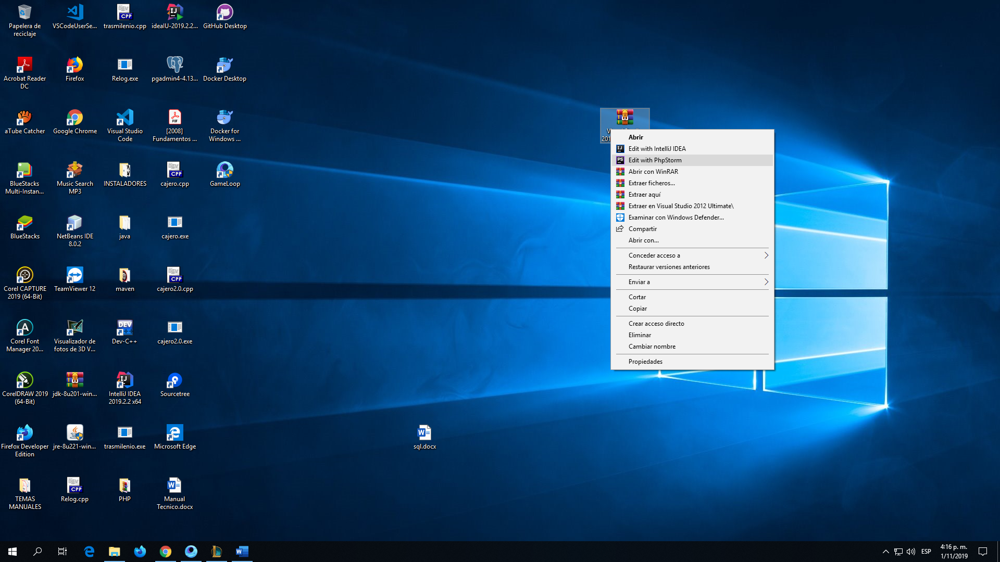 Papelera de
reciclaje
VSCodeUserSe...
trasmilenio.cpp
idealU-2019.2.2...
GitHub Desktop
Acrobat Reader
DC
Firefox
Relog.exe
pgadmin4-4.13...
Docker Desktop
aTube Catcher
Google Chrome
Visual Studio
Code
[2008]
Fundamentos ...
Docker for
Windows ...
BlueStacks
Multi-Instan...
Music Search
MP3
INSTALADORES
cajero.cpp
GameLoop
BlueStacks
NetBeans IDE
8.0.2
java
cajero.exe
Corel CAPTURE
2019 (64-Bit)
TeamViewer 12
maven
cajero2.0.cpp
Corel Font
Manager 20...
Visualizador de
fotos de 3D V...
Dev-C++
cajero2.0.exe
CorelDRAW 2019
(64-Bit)
jdk-8u201-win...
IntelliJ IDEA
2019.2.2 x64
Sourcetree
Firefox Developer
Edition
jre-8u221-win...
trasmilenio.exe
Microsoft Edge
TEMAS
MANUALES
Relog.cpp
PHP
Manual
Tecnico.docx
sql.docx
Abrir
Edit with IntelliJ IDEA
Edit with PhpStorm
Abrir con WinRAR
Extraer ficheros...
Extraer aquí
Extraer en Visual Studio 2012 Ultimate\
Examinar con Windows Defender...
Compartir
Abrir con...
Conceder acceso a
Restaurar versiones anteriores
Enviar a
Cortar
Copiar
Crear acceso directo
Eliminar
Cambiar nombre
Propiedades
ESP
4:16 p. m.
1/11/2019